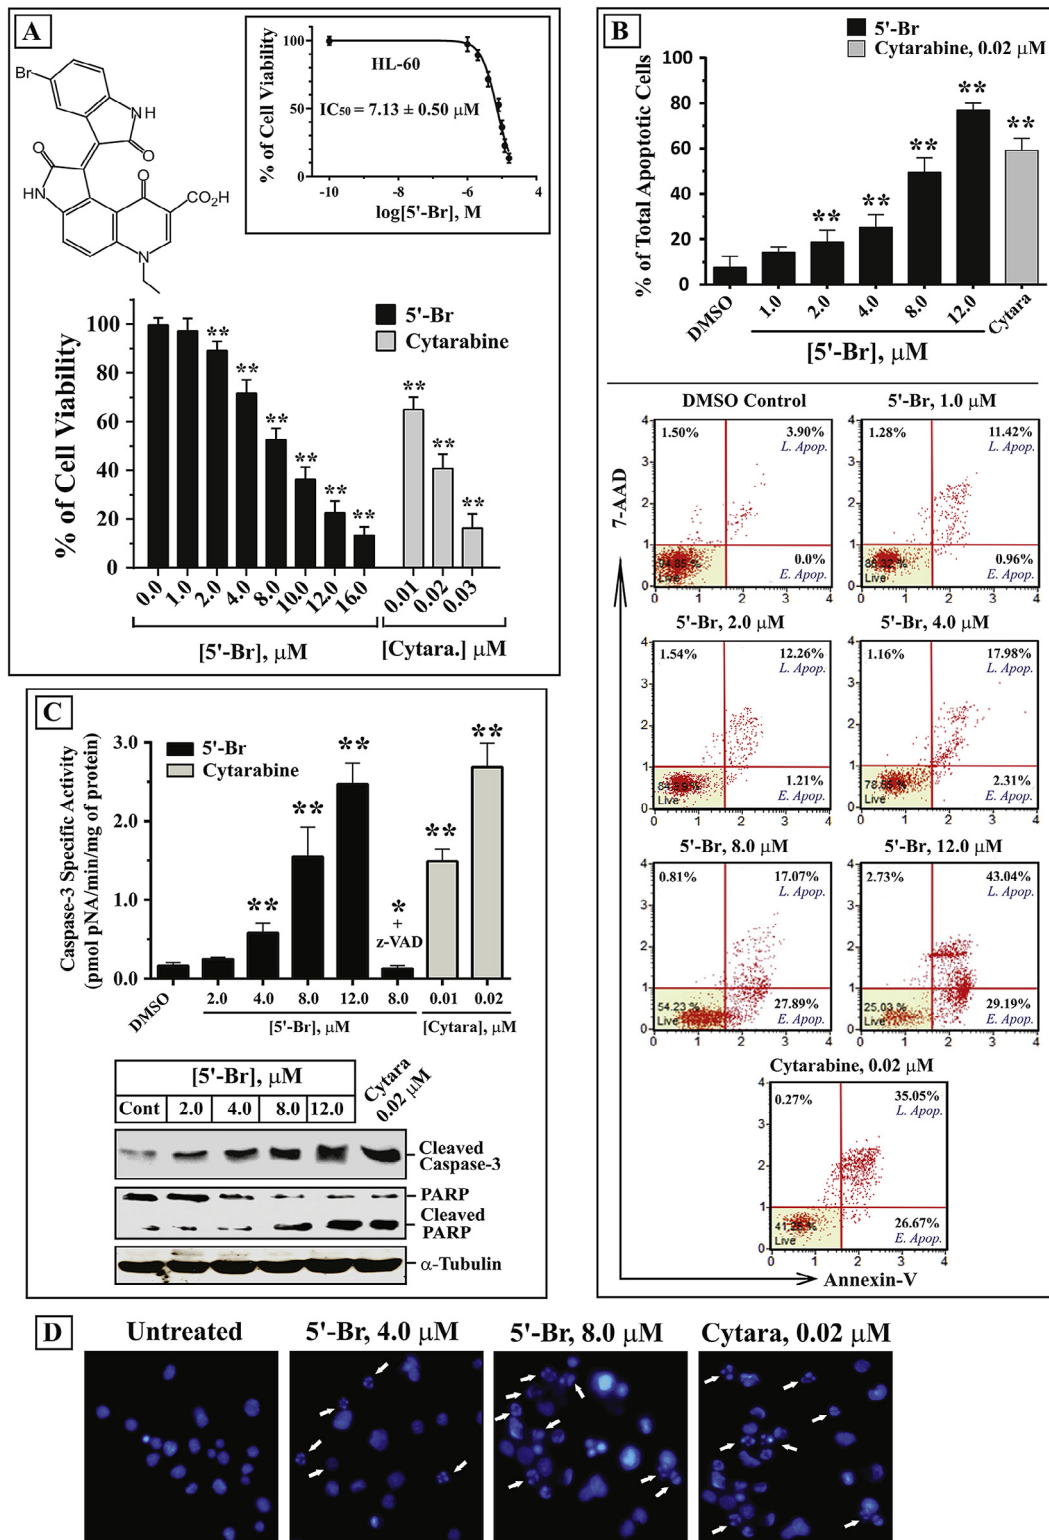 A
Br
NH
O
O
HN
O
CO2H
N
% of Cell Viability
100
50
0
HL-60
IC50 = 7.13 ± 0.50 µM
-10
-8
-6
-4
log[5'-Br], M
5'-Br
Cytarabine
% of Cell Viability
100
80
60
40
20
0
**
**
**
**
**
**
**
**
**
0.0 1.0 2.0 4.0 8.0 10.0 12.0 16.0 0.01 0.02 0.03
[5'-Br], µM [Cytara.] µM
B
5'-Br
Cytarabine, 0.02 µM
% of Total Apoptotic Cells
100
80
60
40
20
0
**
**
**
**
**
DMSO 1.0 2.0 4.0 8.0 12.0 Cytara
[5'-Br], µM
7-AAD
DMSO Control
1.50% 3.90%
L. Apop.
0.0%
E. Apop.
Live
5'-Br, 1.0 µM
1.28% 11.42%
L. Apop.
0.96%
E. Apop.
Live
5'-Br, 2.0 µM
1.54% 12.26%
L. Apop.
1.21%
E. Apop.
Live
5'-Br, 4.0 µM
1.16% 17.98%
L. Apop.
2.31%
E. Apop.
Live
5'-Br, 8.0 µM
0.81% 17.07%
L. Apop.
54.23 %
27.89%
Live
E. Apop.
5'-Br, 12.0 µM
2.73% 43.04%
L. Apop.
25.03 %
29.19%
Live
E. Apop.
Cytarabine, 0.02 µM
0.27% 35.05%
L. Apop.
26.67%
Live
E. Apop.
Annexin-V
C
5'-Br
Cytarabine
Caspase-3 Specific Activity
(pmol pNA/min/mg of protein)
3.0
2.0
1.0
0.0
**
**
**
*
+
z-VAD
**
**
DMSO 2.0 4.0 8.0 12.0 8.0 0.01 0.02
[5'-Br], µM [Cytara], µM
[5'-Br], µM
Cytara
0.02 µM
Cont 2.0 4.0 8.0 12.0
Cleaved
Caspase-3
PARP
Cleaved
PARP
α-Tubulin
D
Untreated 5'-Br, 4.0 µM 5'-Br, 8.0 µM Cytara, 0.02 µM